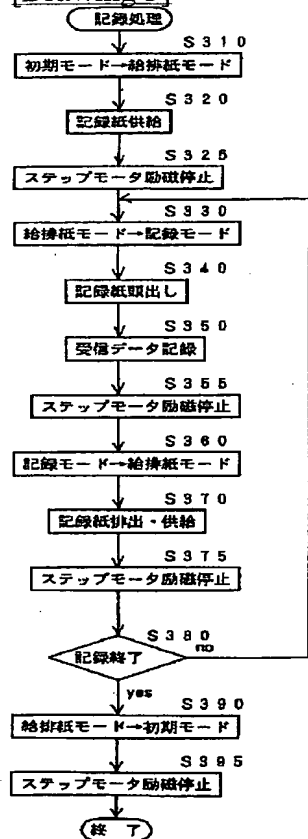 記録処理
S310
初期モード→給排紙モード
S320
記録紙供給
S325
ステップモータ励磁停止
S330
給排紙モード→記録モード
S340
記録紙取出し
S350
受信データ記録
S355
ステップモータ励磁停止
S360
記録モード→給排紙モード
S370
記録紙排出・供給
S375
ステップモータ励磁停止
S380
記録終了
no
yes
S390
給排紙モード→初期モード
S395
ステップモータ励磁停止
終了